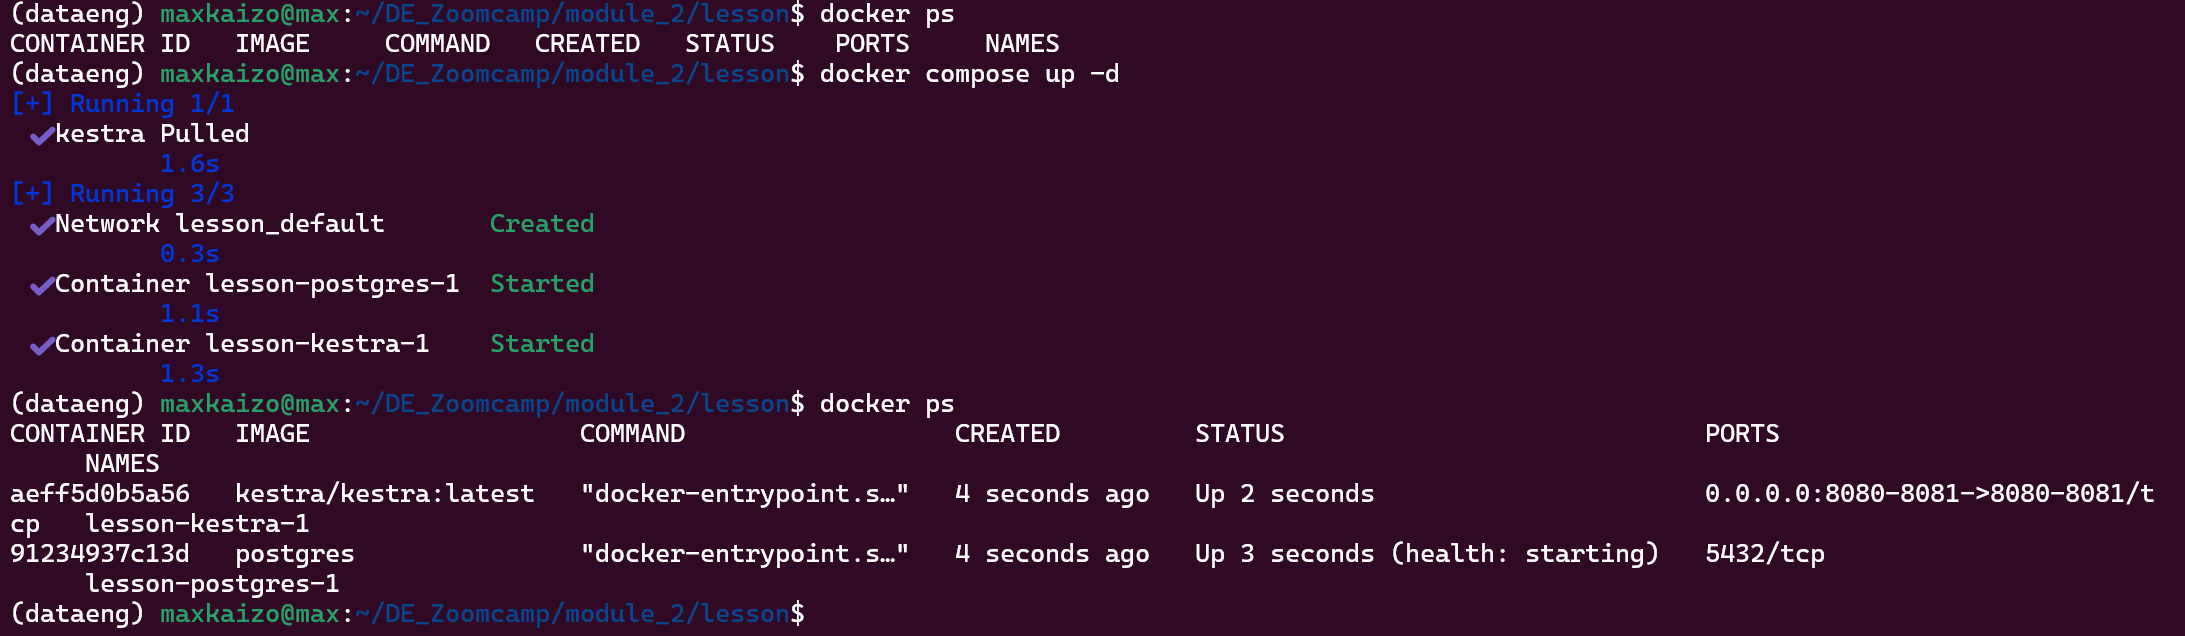 (dataeng) maxkaizo@max:~/DE_Zoomcamp/module_2/lesson$ docker ps
CONTAINER ID   IMAGE     COMMAND   CREATED   STATUS    PORTS     NAMES
(dataeng) maxkaizo@max:~/DE_Zoomcamp/module_2/lesson$ docker compose up -d
[+] Running 1/1
 ✔kestra Pulled
          1.6s
[+] Running 3/3
 ✔Network lesson_default       Created
          0.3s
 ✔Container lesson-postgres-1  Started
          1.1s
 ✔Container lesson-kestra-1    Started
          1.3s
(dataeng) maxkaizo@max:~/DE_Zoomcamp/module_2/lesson$ docker ps
CONTAINER ID   IMAGE                  COMMAND                  CREATED         STATUS                            PORTS
     NAMES
aeff5d0b5a56   kestra/kestra:latest   "docker-entrypoint.s…"   4 seconds ago   Up 2 seconds                      0.0.0.0:8080-8081->8080-8081/t
cp   lesson-kestra-1
91234937c13d   postgres               "docker-entrypoint.s…"   4 seconds ago   Up 3 seconds (health: starting)   5432/tcp
     lesson-postgres-1
(dataeng) maxkaizo@max:~/DE_Zoomcamp/module_2/lesson$